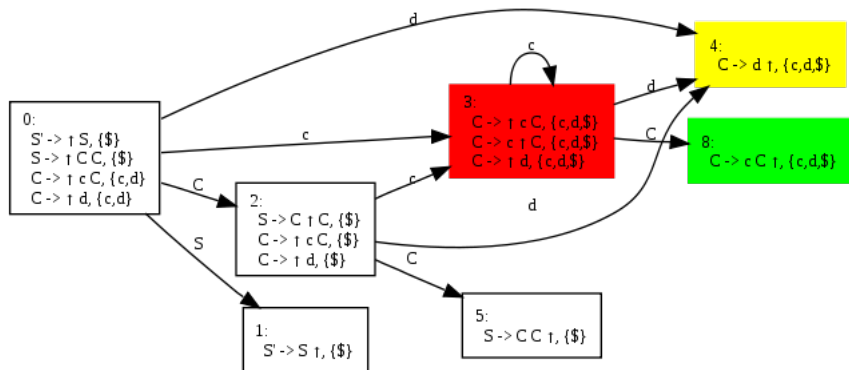 d
4:
C -> d ↑, {c,d,$}
c
3:
C -> ↑ c C, {c,d,$}
C -> c ↑ C, {c,d,$}
C -> ↑ d, {c,d,$}
d
0:
S' -> ↑ S, {$}
S -> ↑ C C, {$}
C -> ↑ c C, {c,d}
C -> ↑ d, {c,d}
c
C
8:
C -> c C ↑, {c,d,$}
C
c
2:
S -> C ↑ C, {$}
C -> ↑ c C, {$}
C -> ↑ d, {$}
d
S
C
5:
S -> C C ↑, {$}
1:
S' -> S ↑, {$}